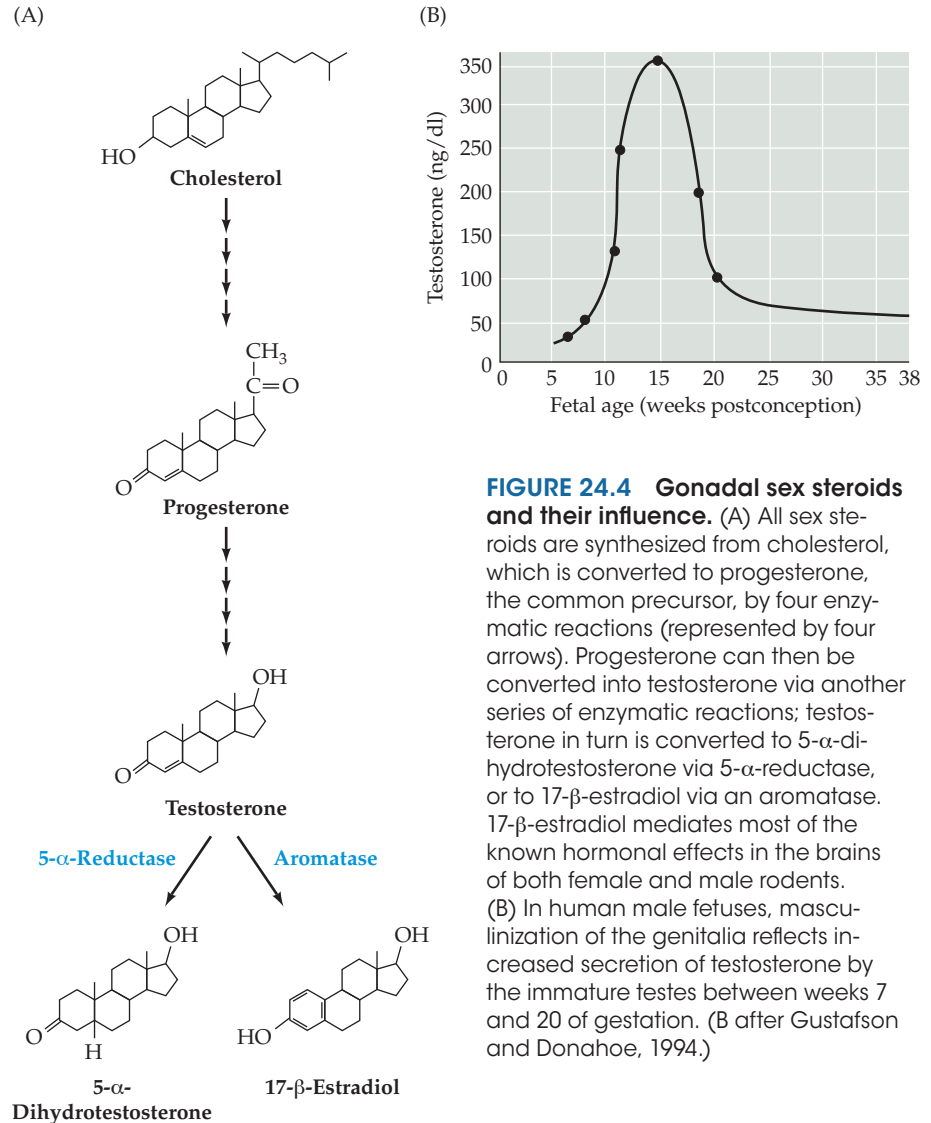 (A)
HO
Cholesterol
CH3
C=O
O
Progesterone
OH
O
Testosterone
5-α-Reductase
Aromatase
OH
O
H
5-α-
Dihydrotestosterone
OH
HO
17-β-Estradiol
(B)
Testosterone (ng/dl)
350
300
250
200
150
100
50
0
0 5 10 15 20 25 30 35 38
Fetal age (weeks postconception)
FIGURE 24.4 Gonadal sex steroids
and their influence. (A) All sex ste-
roids are synthesized from cholesterol,
which is converted to progesterone,
the common precursor, by four enzy-
matic reactions (represented by four
arrows). Progesterone can then be
converted into testosterone via another
series of enzymatic reactions; testos-
terone in turn is converted to 5-α-di-
hydrotestosterone via 5-α-reductase,
or to 17-β-estradiol via an aromatase.
17-β-estradiol mediates most of the
known hormonal effects in the brains
of both female and male rodents.
(B) In human male fetuses, mascu-
linization of the genitalia reflects in-
creased secretion of testosterone by
the immature testes between weeks 7
and 20 of gestation. (B after Gustafson
and Donahoe, 1994.)